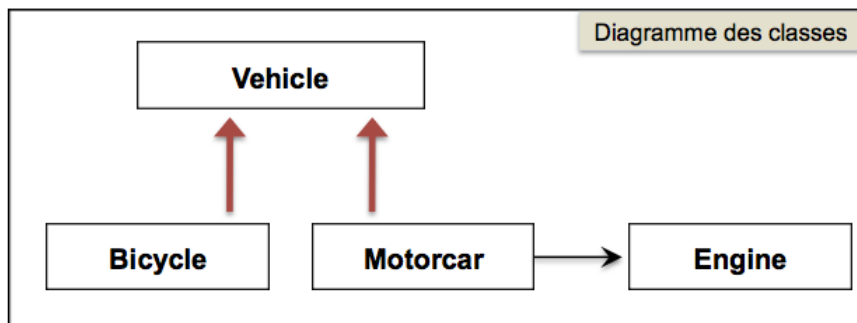 Diagramme des classes
Vehicle
Bicycle
Motorcar
Engine